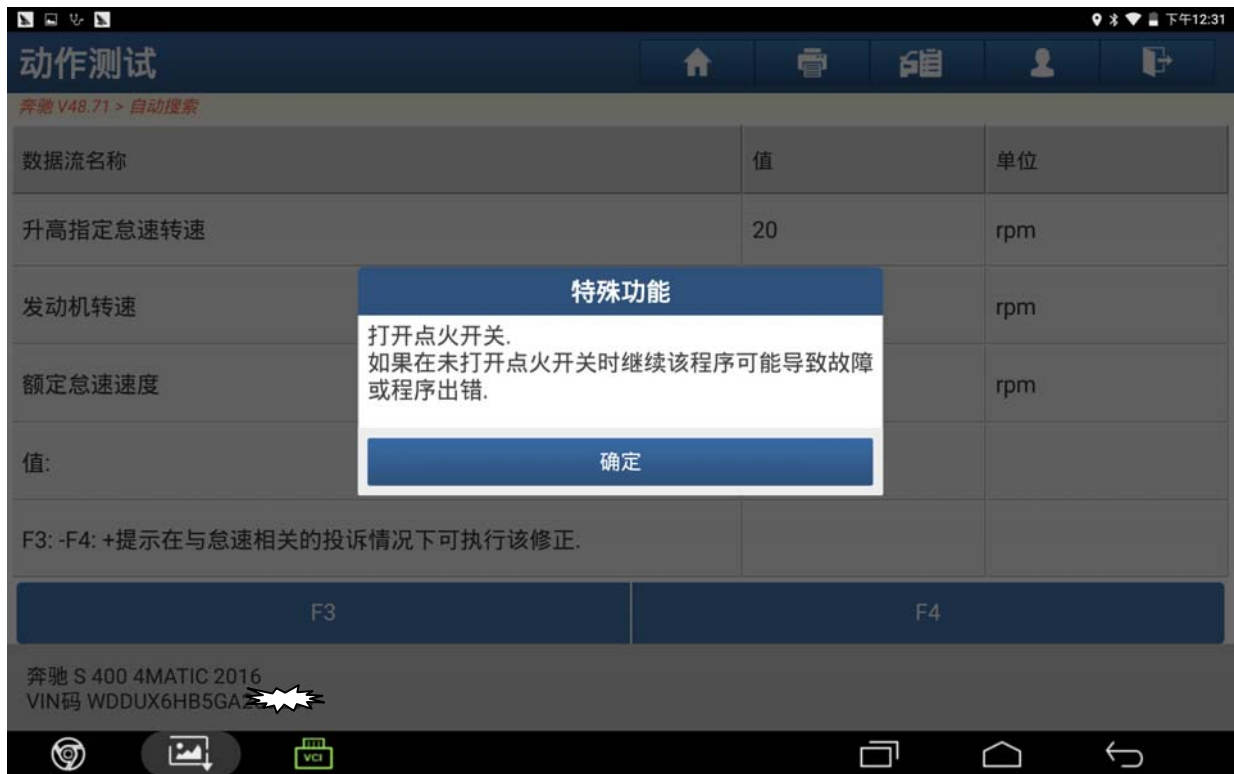 下午12:31
动作测试
奔驰 V48.71 > 自动搜索
数据流名称 值 单位
升高指定怠速转速 20 rpm
发动机转速 rpm
额定怠速速度 rpm
值:
F3: -F4: +提示在与怠速相关的投诉情况下可执行该修正.
特殊功能
打开点火开关.
如果在未打开点火开关时继续该程序可能导致故障
或程序出错.
确定
F3 F4
奔驰 S 400 4MATIC 2016
VIN码 WDDUX6HB5GA2
VCI